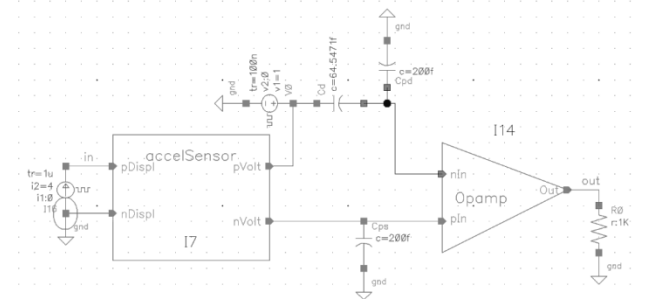 gnd
c=200f
Cpd
gnd
tr=100n
v2:0
v1=1
V0
Cd
c=64.5471f
I14
in
pDispl
accelSensor
pVolt
tr=1u
i2=4
i1:0
I16
gnd
nDispl
nVolt
I7
nIn
Opamp
Out
out
pIn
Cps
c=200f
gnd
R0
r:1K
gnd